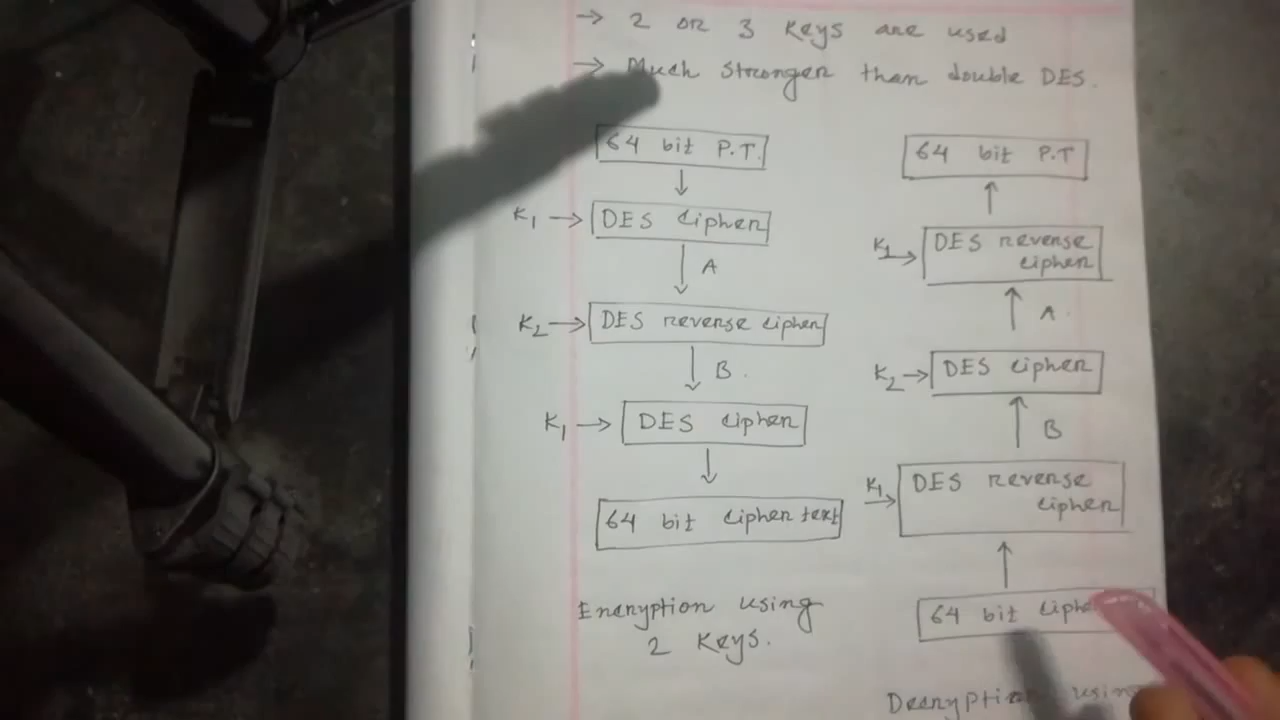 → 2 or 3 keys are used
→ Much stronger than double DES.
64 bit P.T.
K1 → DES cipher
A
K2 → DES reverse cipher
B.
K1 → DES cipher
64 bit cipher text
Encryption using
2 keys.
64 bit P.T
K1 → DES reverse
cipher
A.
K2 → DES cipher
B
K1 → DES reverse
cipher
64 bit
Decryption using